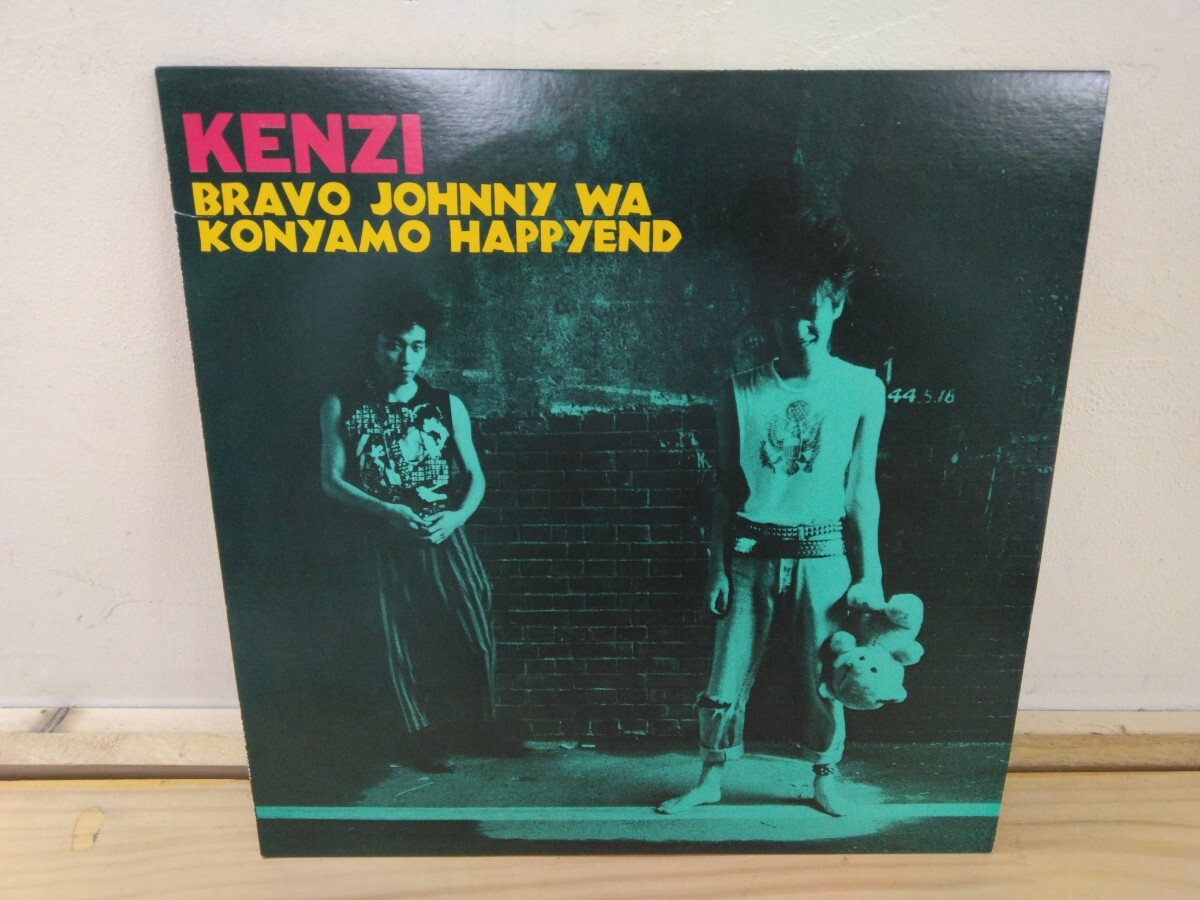 KENZI
BRAVO JOHNNY WA
KONYAMO HAPPYEND
44.5.16